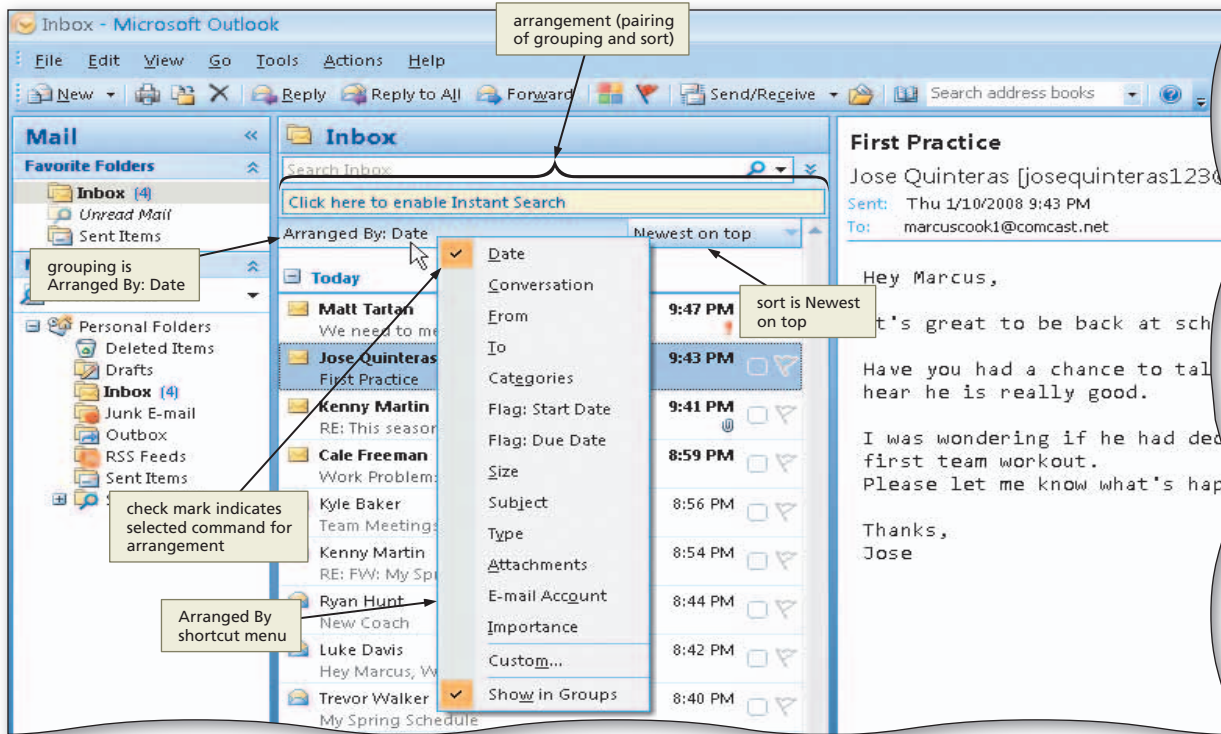 Inbox - Microsoft Outlook
arrangement (pairing
of grouping and sort)
File Edit View Go Tools Actions Help
New Reply Reply to All Forward Send/Receive Search address books
Mail
Favorite Folders
Inbox (4)
Unread Mail
Sent Items
grouping is
Arranged By: Date
Personal Folders
Deleted Items
Drafts
Inbox (4)
Junk E-mail
Outbox
RSS Feeds
Sent Items
check mark indicates
selected command for
arrangement
Arranged By
shortcut menu
Inbox
Search Inbox
Click here to enable Instant Search
Arranged By: Date Newest on top
Today
Matt Tartan 9:47 PM
We need to me
Jose Quinteras 9:43 PM
First Practice
Kenny Martin 9:41 PM
RE: This season
Cale Freeman 8:59 PM
Work Problem
Kyle Baker 8:56 PM
Team Meetings
Kenny Martin 8:54 PM
RE: FW: My Spr
Ryan Hunt 8:44 PM
New Coach
Luke Davis 8:42 PM
Hey Marcus, W
Trevor Walker 8:40 PM
My Spring Schedule
Date
Conversation
From
To
Categories
Flag: Start Date
Flag: Due Date
Size
Subject
Type
Attachments
E-mail Account
Importance
Custom...
Show in Groups
sort is Newest
on top
First Practice
Jose Quinteras [josequinteras123@
Sent: Thu 1/10/2008 9:43 PM
To: marcuscook1@comcast.net
Hey Marcus,
t's great to be back at sch
Have you had a chance to tal
hear he is really good.
I was wondering if he had dec
first team workout.
Please let me know what's hap
Thanks,
Jose